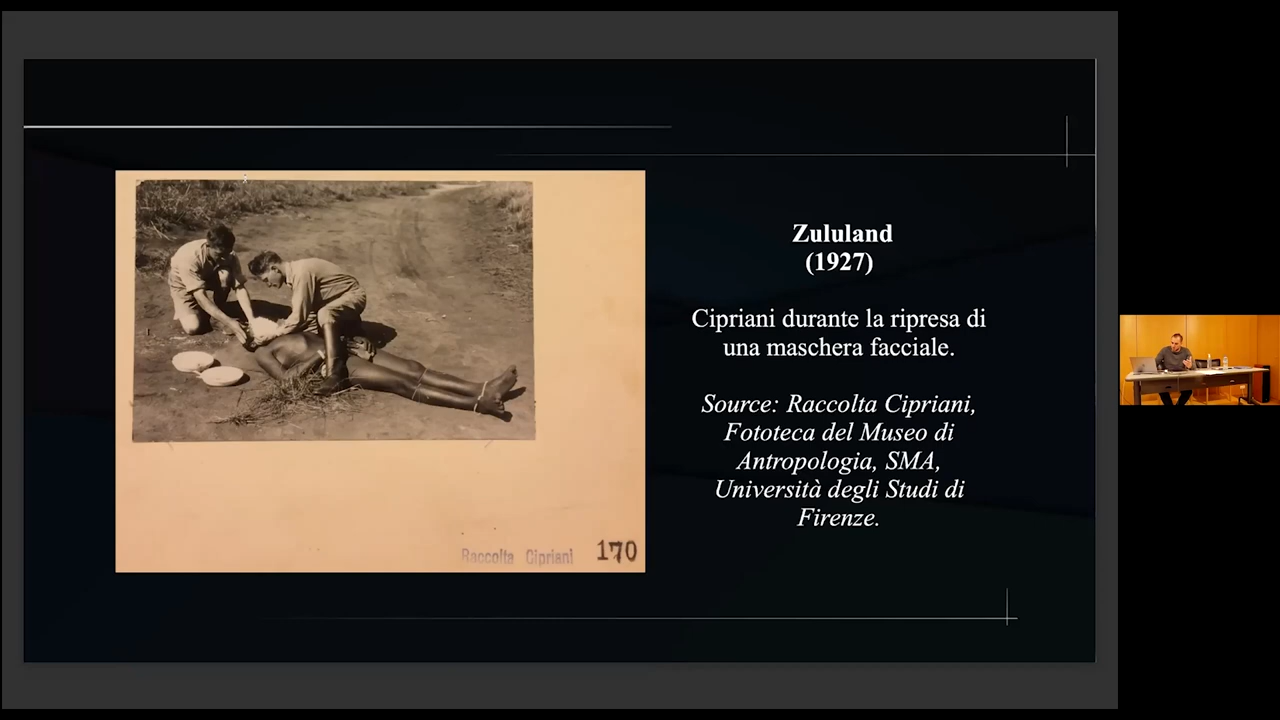 Zululand
(1927)
Cipriani durante la ripresa di
una maschera facciale.
Source: Raccolta Cipriani,
Fototeca del Museo di
Antropologia, SMA,
Università degli Studi di
Firenze.
Raccolta Cipriani 170